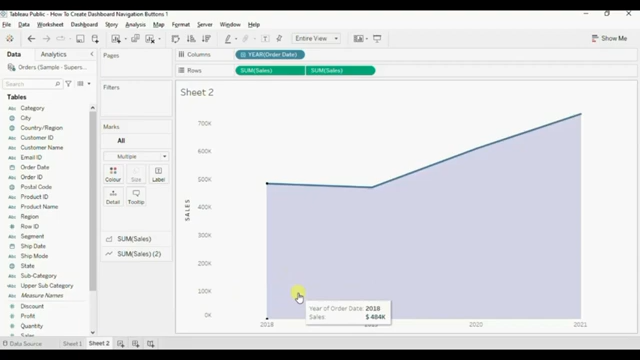 Tableau Public - How To Create Dashboard Navigation Buttons 1
File Data Worksheet Dashboard Story Analysis Map Format Server Window Help
Entire View
Show Me
Data Analytics
Pages
Columns YEAR(Order Date)
Rows SUM(Sales) SUM(Sales)
Orders (Sample - Supers...
Search
Filters
Tables
Category
City
Country/Region
Customer ID
Customer Name
Email ID
Order Date
Order ID
Postal Code
Product ID
Product Name
Region
Row ID
Segment
Ship Date
Ship Mode
State
Sub-Category
Upper Sub Category
Measure Names
Discount
Profit
Quantity
Sales
Marks
All
Multiple
Colour Size Label
Detail Tooltip
SUM(Sales)
SUM(Sales) (2)
Sheet 2
SALES
700K
600K
500K
400K
300K
200K
100K
0K
Year of Order Date: 2018
Sales: $ 484K
2018 2020 2021
Data Source Sheet 1 Sheet 2